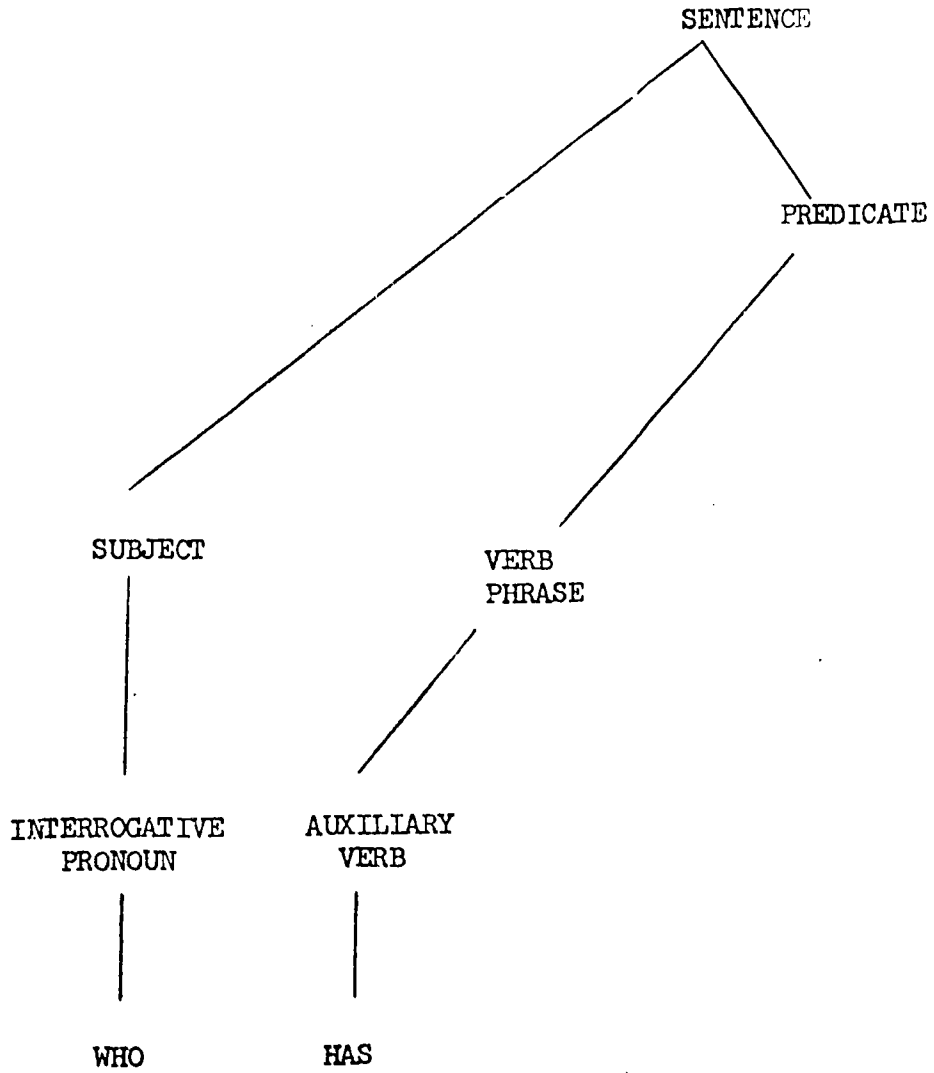 SENTENCE
PREDICATE
SUBJECT
VERB
PHRASE
INTERROGATIVE
PRONOUN
AUXILIARY
VERB
WHO
HAS